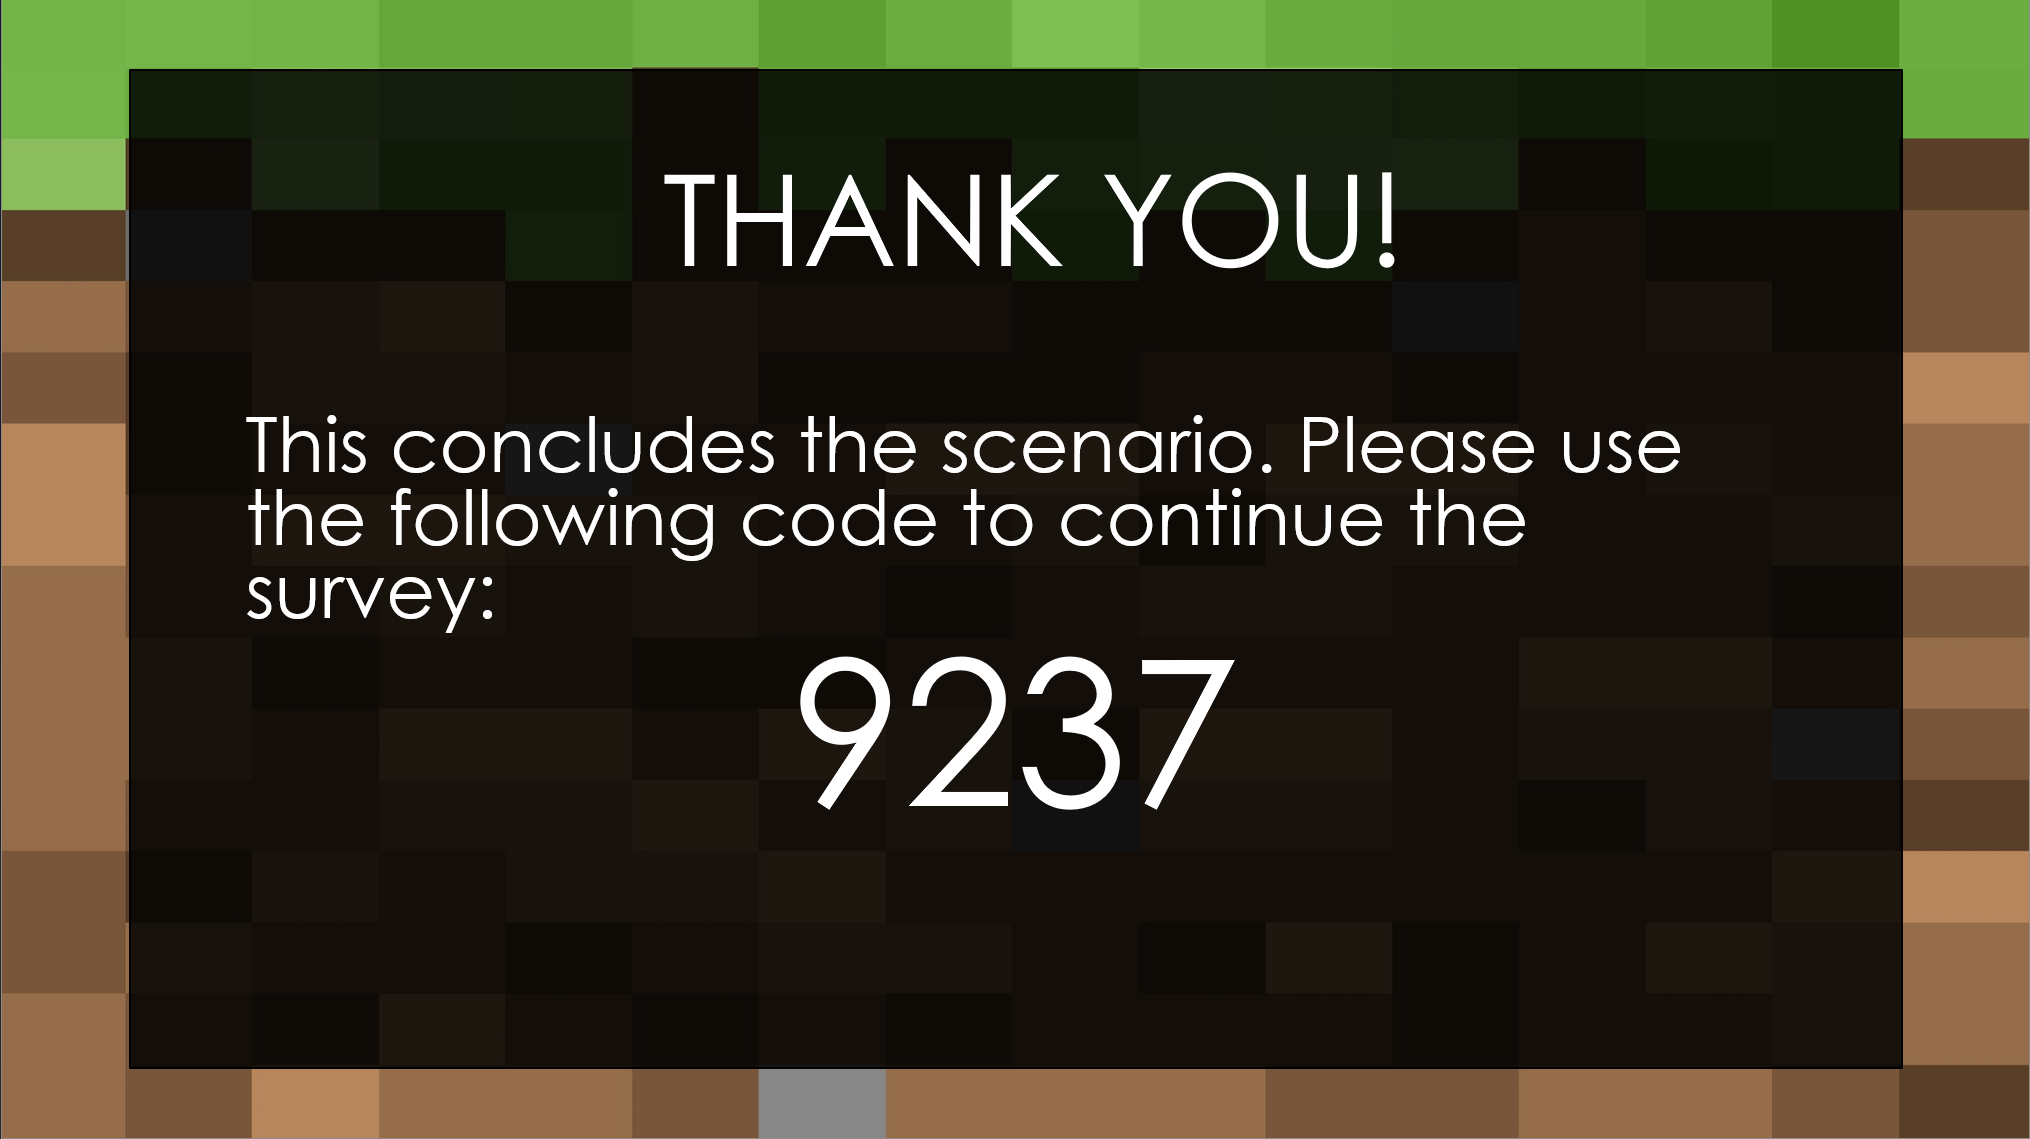 THANK YOU!
This concludes the scenario. Please use
the following code to continue the
survey:
9237